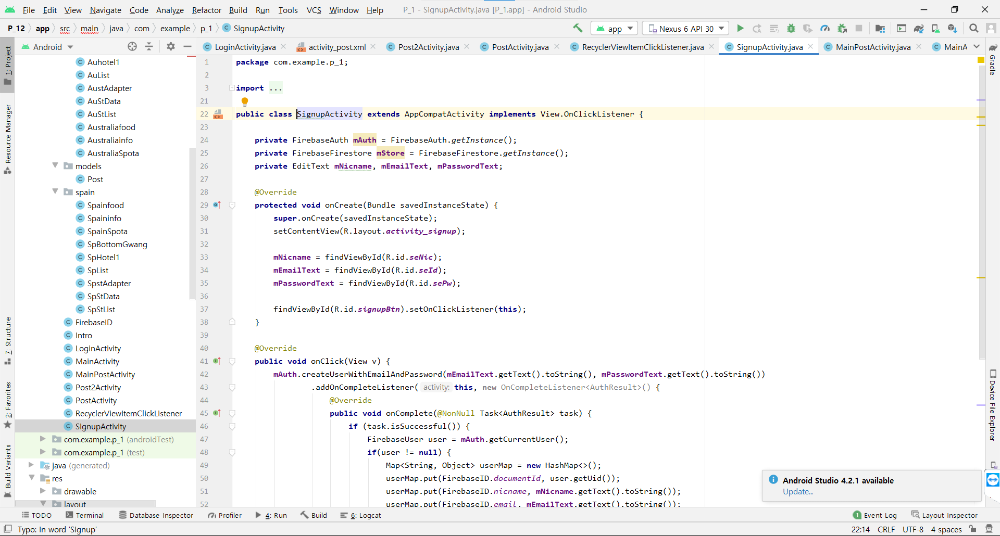 File Edit View Navigate Code Analyze Refactor Build Run Tools VCS Window Help P_1 - SignupActivity.java [P_1.app] - Android Studio
P_12 app src main java com example p_1 SignupActivity app Nexus 6 API 30
Android LoginActivity.java activity_post.xml Post2Activity.java PostActivity.java RecyclerViewItemClickListener.java SignupActivity.java MainPostActivity.java MainA
1: Project
Resource Manager
7: Structure
2: Favorites
Build Variants
Auhotel1
AuList
AustAdapter
AuStData
AuStList
Australiafood
Australiainfo
AustraliaSpota
models
Post
spain
Spainfood
Spaininfo
SpainSpota
SpBottomGwang
SpHotel1
SpList
SpstAdapter
SpStData
SpStList
FirebaseID
Intro
LoginActivity
MainActivity
MainPostActivity
Post2Activity
PostActivity
RecyclerViewItemClickListener
SignupActivity
com.example.p_1 (androidTest)
com.example.p_1 (test)
java (generated)
res
drawable
layout
1 package com.example.p_1;
2
3 import ...
21
22 public class SignupActivity extends AppCompatActivity implements View.OnClickListener {
23
24 private FirebaseAuth mAuth = FirebaseAuth.getInstance();
25 private FirebaseFirestore mStore = FirebaseFirestore.getInstance();
26 private EditText mNicname, mEmailText, mPasswordText;
27
28 @Override
29 protected void onCreate(Bundle savedInstanceState) {
30 super.onCreate(savedInstanceState);
31 setContentView(R.layout.activity_signup);
32
33 mNicname = findViewById(R.id.seNic);
34 mEmailText = findViewById(R.id.seId);
35 mPasswordText = findViewById(R.id.sePw);
36
37 findViewById(R.id.signupBtn).setOnClickListener(this);
38 }
39
40 @Override
41 public void onClick(View v) {
42 mAuth.createUserWithEmailAndPassword(mEmailText.getText().toString(), mPasswordText.getText().toString())
43 .addOnCompleteListener( activity: this, new OnCompleteListener<AuthResult>() {
44 @Override
45 public void onComplete(@NonNull Task<AuthResult> task) {
46 if (task.isSuccessful()) {
47 FirebaseUser user = mAuth.getCurrentUser();
48 if(user != null) {
49 Map<String, Object> userMap = new HashMap<>();
50 userMap.put(FirebaseID.documentId, user.getUid());
51 userMap.put(FirebaseID.nicname, mNicname.getText().toString());
52 userMap.put(FirebaseID.email, mEmailText.getText().toString());
Gradle
Device File Explorer
Android Studio 4.2.1 available
Update...
TODO Terminal Database Inspector Profiler 4: Run Build 6: Logcat 1 Event Log Layout Inspector
Typo: In word 'Signup' 22:14 CRLF UTF-8 4 spaces